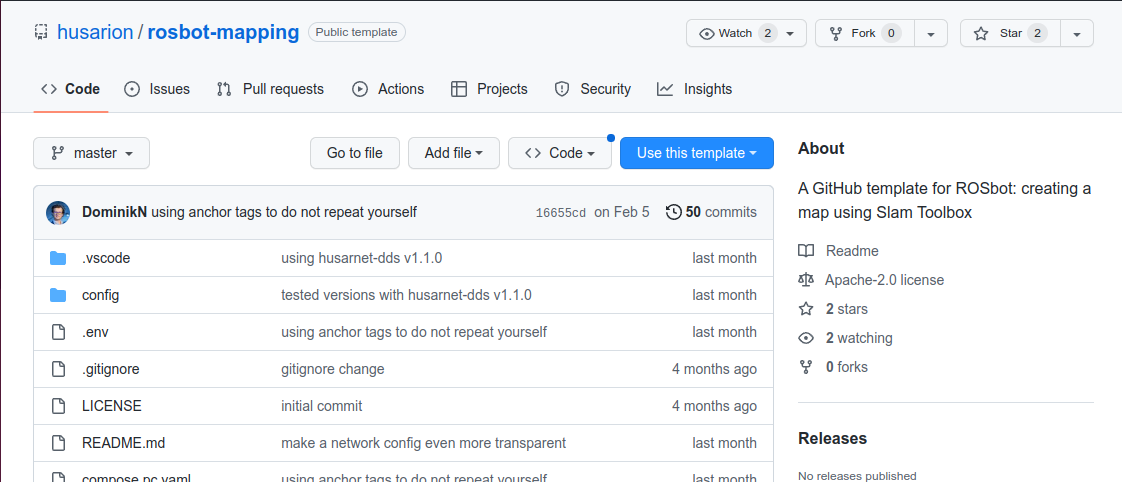 husarion / rosbot-mapping Public template Watch 2 Fork 0 Star 2
Code Issues Pull requests Actions Projects Security Insights
master Go to file Add file Code Use this template
DominikN using anchor tags to do not repeat yourself 16655cd on Feb 5 50 commits
.vscode using husarnet-dds v1.1.0 last month
config tested versions with husarnet-dds v1.1.0 last month
.env using anchor tags to do not repeat yourself last month
.gitignore gitignore change 4 months ago
LICENSE initial commit 4 months ago
README.md make a network config even more transparent last month
compose.pc.yaml using anchor tags to do not repeat yourself last month
About
A GitHub template for ROSbot: creating a
map using Slam Toolbox
Readme
Apache-2.0 license
2 stars
2 watching
0 forks
Releases
No releases published